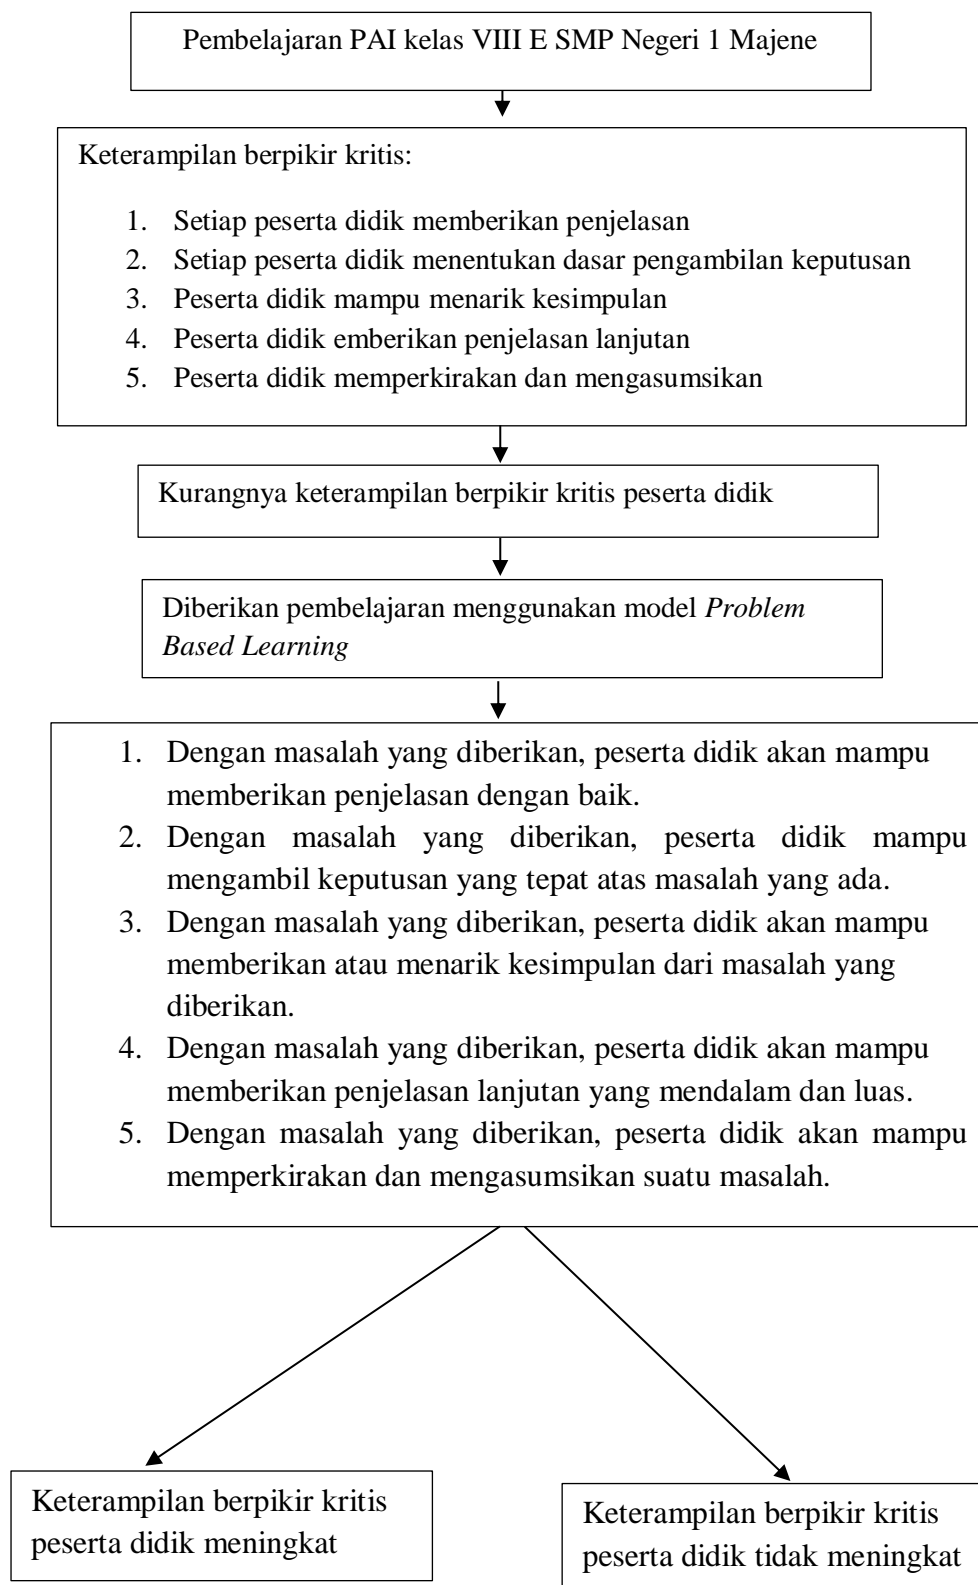 Pembelajaran PAI kelas VIII E SMP Negeri 1 Majene
Keterampilan berpikir kritis:
1. Setiap peserta didik memberikan penjelasan
2. Setiap peserta didik menentukan dasar pengambilan keputusan
3. Peserta didik mampu menarik kesimpulan
4. Peserta didik emberikan penjelasan lanjutan
5. Peserta didik memperkirakan dan mengasumsikan
Kurangnya keterampilan berpikir kritis peserta didik
Diberikan pembelajaran menggunakan model Problem
Based Learning
1. Dengan masalah yang diberikan, peserta didik akan mampu
memberikan penjelasan dengan baik.
2. Dengan masalah yang diberikan, peserta didik mampu
mengambil keputusan yang tepat atas masalah yang ada.
3. Dengan masalah yang diberikan, peserta didik akan mampu
memberikan atau menarik kesimpulan dari masalah yang
diberikan.
4. Dengan masalah yang diberikan, peserta didik akan mampu
memberikan penjelasan lanjutan yang mendalam dan luas.
5. Dengan masalah yang diberikan, peserta didik akan mampu
memperkirakan dan mengasumsikan suatu masalah.
Keterampilan berpikir kritis
peserta didik meningkat
Keterampilan berpikir kritis
peserta didik tidak meningkat